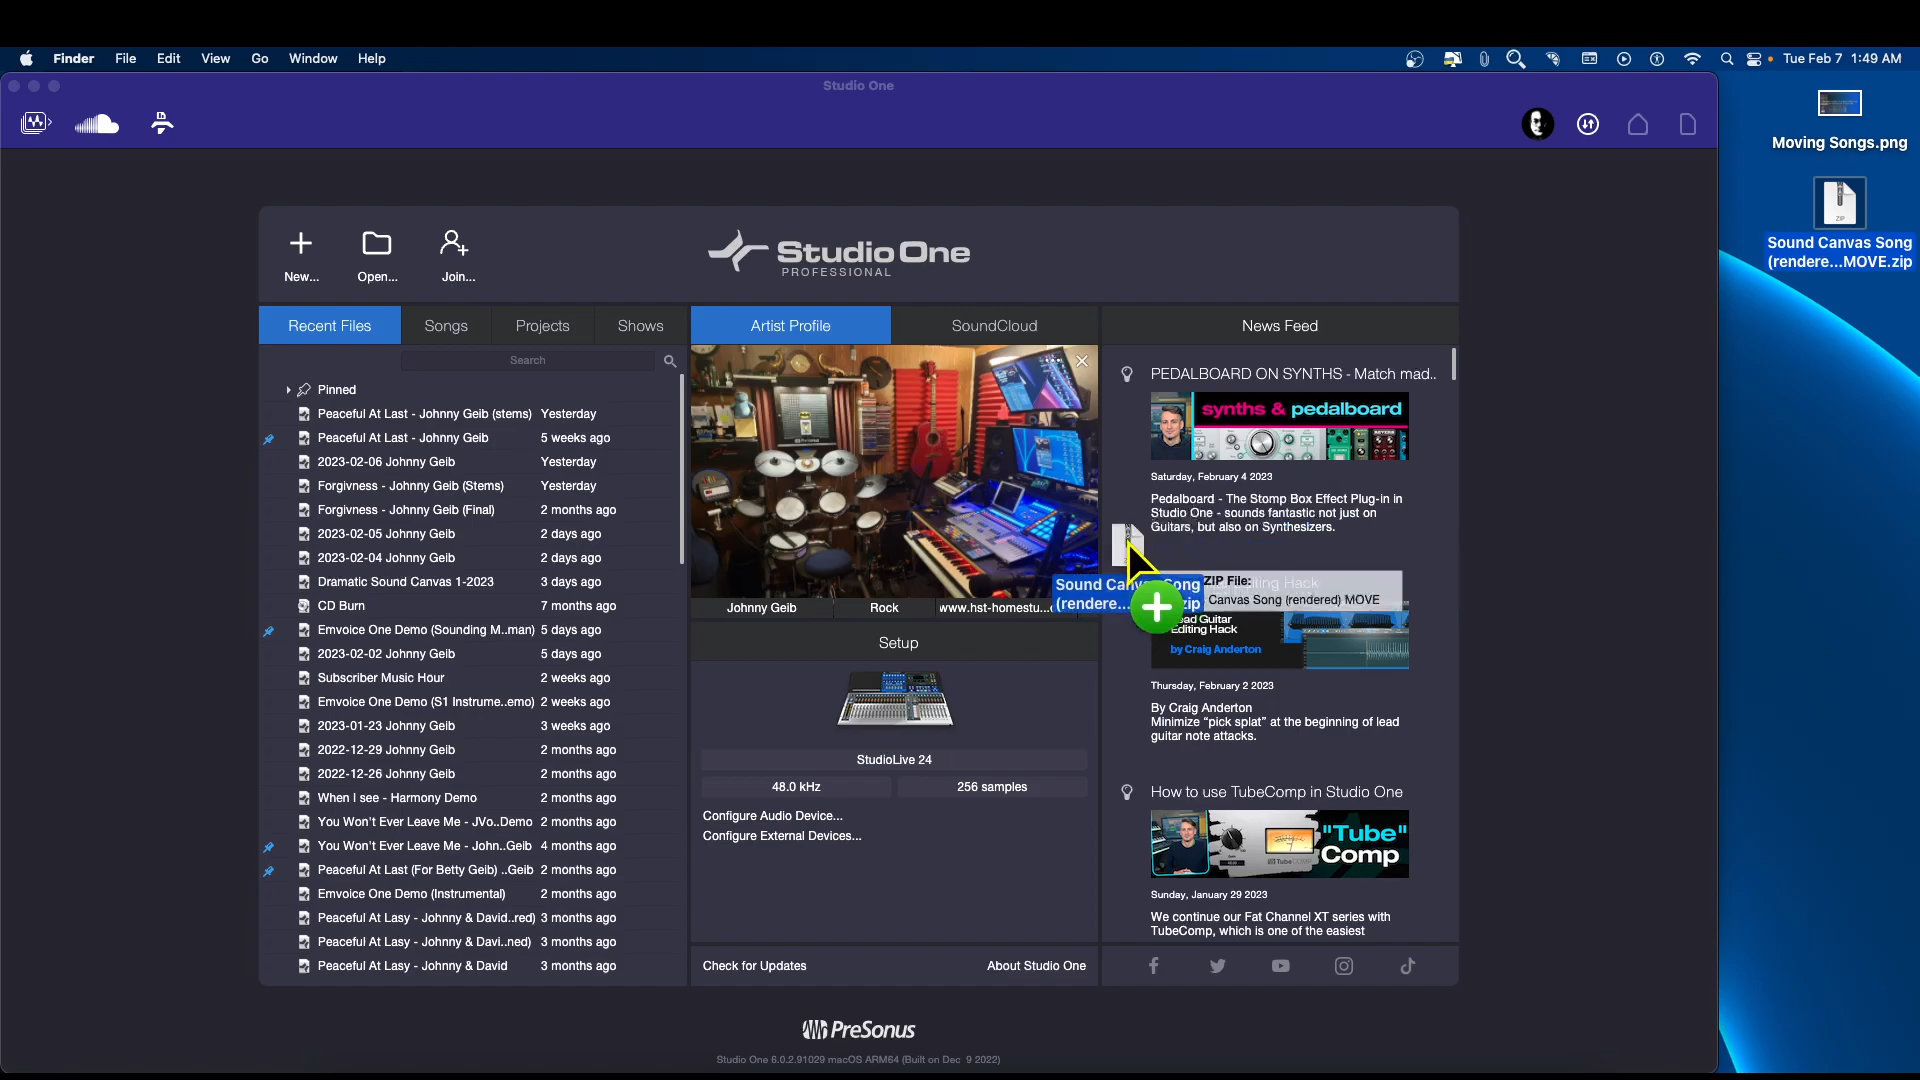 Finder File Edit View Go Window Help
Tue Feb 7 1:49 AM
Studio One
Moving Songs.png
ZIP
Sound Canvas Song
(rendere...MOVE.zip
New...
Open...
Join...
Studio One
PROFESSIONAL
Recent Files
Songs
Projects
Shows
Search
Pinned
Peaceful At Last - Johnny Geib (stems) Yesterday
Peaceful At Last - Johnny Geib 5 weeks ago
2023-02-06 Johnny Geib Yesterday
Forgivness - Johnny Geib (Stems) Yesterday
Forgivness - Johnny Geib (Final) 2 months ago
2023-02-05 Johnny Geib 2 days ago
2023-02-04 Johnny Geib 2 days ago
Dramatic Sound Canvas 1-2023 3 days ago
CD Burn 7 months ago
Emvoice One Demo (Sounding M..man) 5 days ago
2023-02-02 Johnny Geib 5 days ago
Subscriber Music Hour 2 weeks ago
Emvoice One Demo (S1 Instrume..emo) 2 weeks ago
2023-01-23 Johnny Geib 3 weeks ago
2022-12-29 Johnny Geib 2 months ago
2022-12-26 Johnny Geib 2 months ago
When I see - Harmony Demo 2 months ago
You Won't Ever Leave Me - JVo..Demo 2 months ago
You Won't Ever Leave Me - John..Geib 4 months ago
Peaceful At Last (For Betty Geib) ..Geib 2 months ago
Emvoice One Demo (Instrumental) 2 months ago
Peaceful At Lasy - Johnny & David..red) 3 months ago
Peaceful At Lasy - Johnny & Davi..ned) 3 months ago
Peaceful At Lasy - Johnny & David 3 months ago
Artist Profile
SoundCloud
Johnny Geib
Rock
www.hst-homestu...
Setup
StudioLive 24
48.0 kHz
256 samples
Configure Audio Device...
Configure External Devices...
Check for Updates
About Studio One
News Feed
PEDALBOARD ON SYNTHS - Match mad..
synths & pedalboard
Saturday, February 4 2023
Pedalboard - The Stomp Box Effect Plug-in in
Studio One - sounds fantastic not just on
Guitars, but also on Synthesizers.
Sound Canvas Song
(rendere... zip
ZIP File:
Editing Hack
Canvas Song (rendered) MOVE
Lead Guitar
Editing Hack
by Craig Anderton
Thursday, February 2 2023
By Craig Anderton
Minimize “pick splat” at the beginning of lead
guitar note attacks.
How to use TubeComp in Studio One
"Tube"
Comp
Sunday, January 29 2023
We continue our Fat Channel XT series with
TubeComp, which is one of the easiest
PreSonus
Studio One 6.0.2.91029 macOS ARM64 (Built on Dec 9 2022)